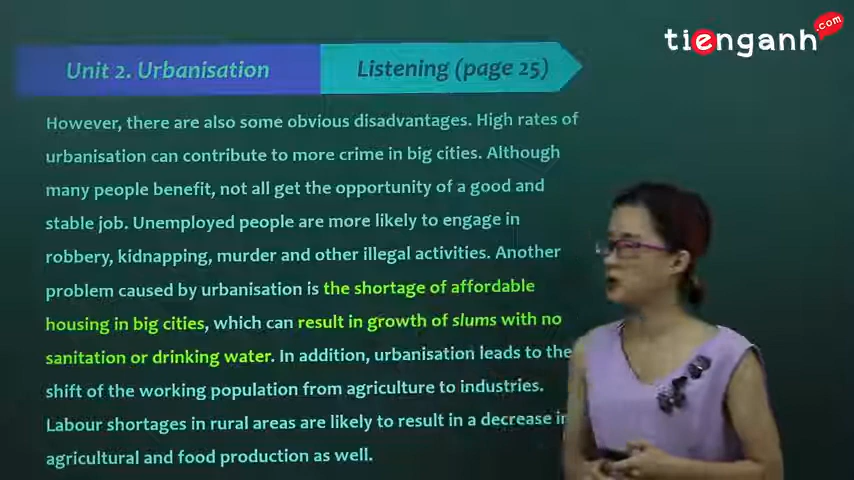 tienganh.com
Unit 2. Urbanisation
Listening (page 25)
However, there are also some obvious disadvantages. High rates of
urbanisation can contribute to more crime in big cities. Although
many people benefit, not all get the opportunity of a good and
stable job. Unemployed people are more likely to engage in
robbery, kidnapping, murder and other illegal activities. Another
problem caused by urbanisation is the shortage of affordable
housing in big cities, which can result in growth of slums with no
sanitation or drinking water. In addition, urbanisation leads to the
shift of the working population from agriculture to industries.
Labour shortages in rural areas are likely to result in a decrease in
agricultural and food production as well.